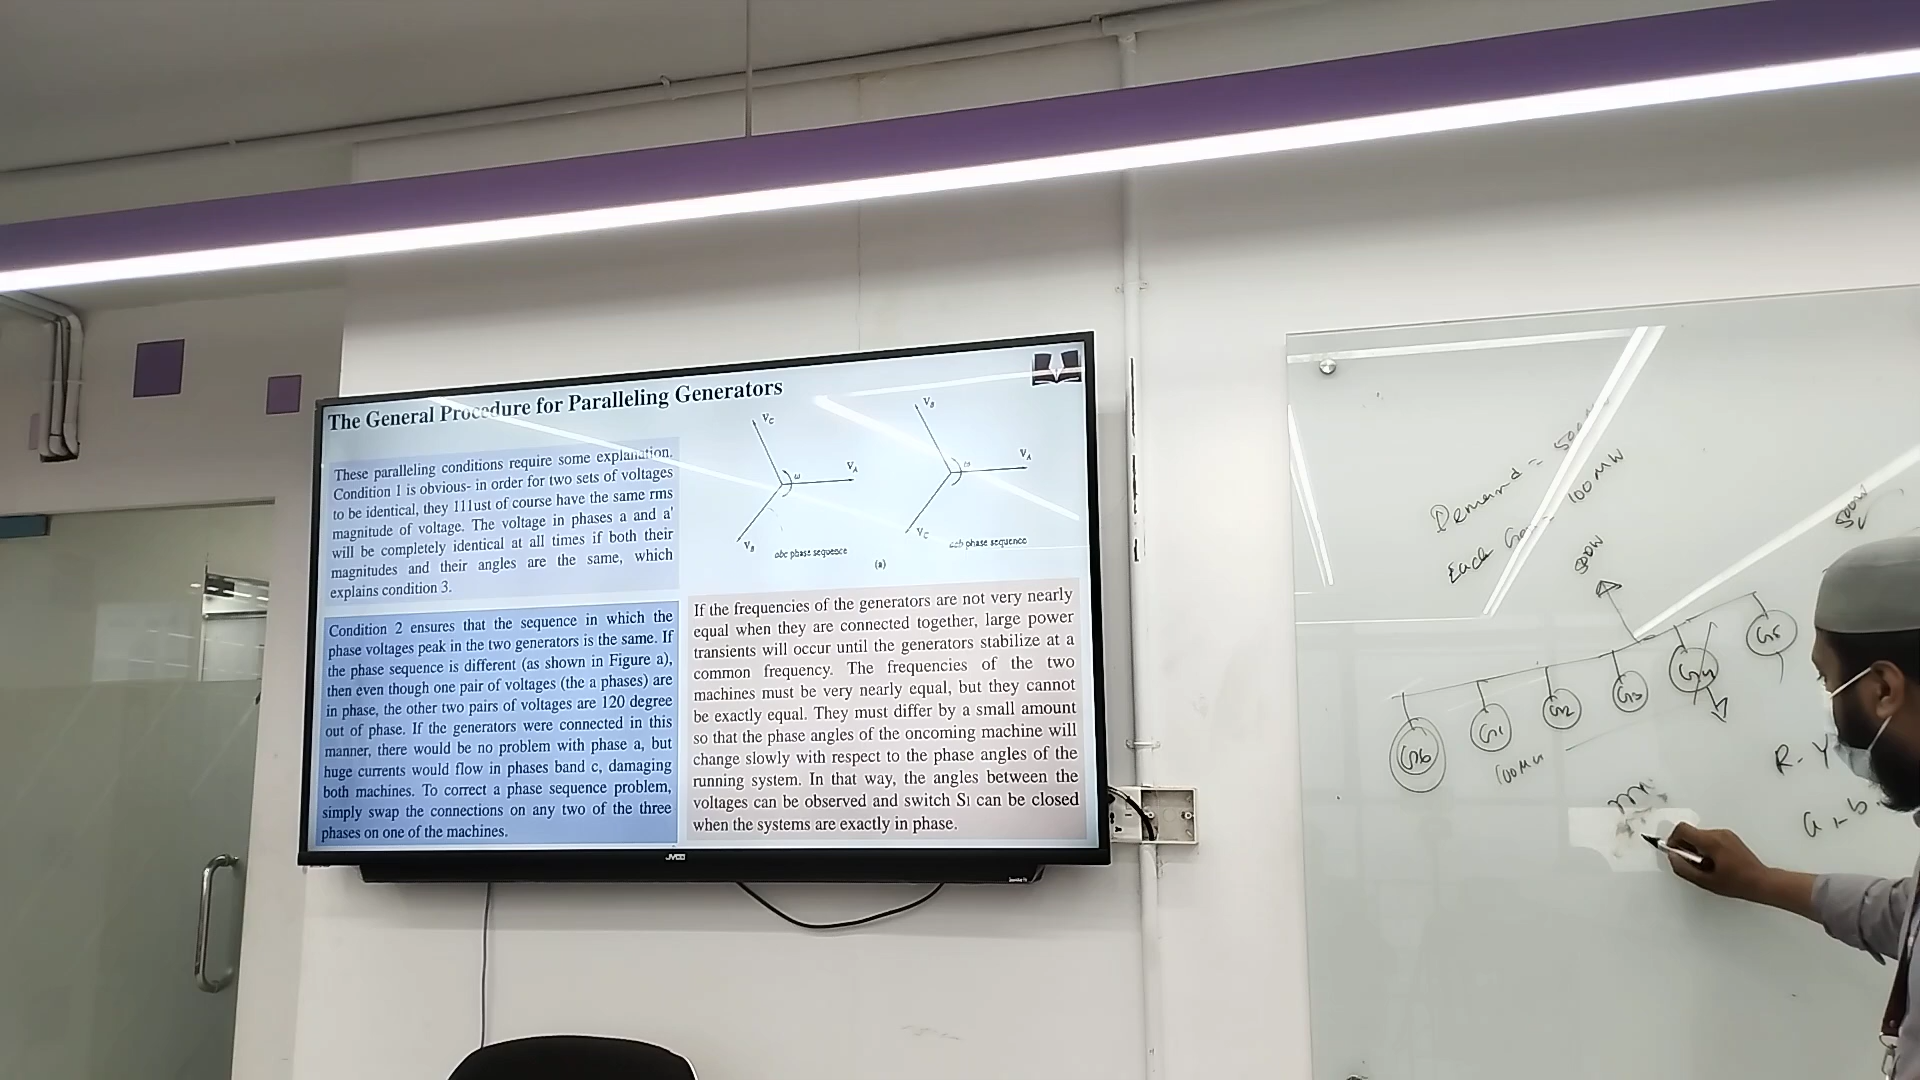 The General Procedure for Paralleling Generators
These paralleling conditions require some explanation.
Condition 1 is obvious- in order for two sets of voltages
to be identical, they 111ust of course have the same rms
magnitude of voltage. The voltage in phases a and a'
will be completely identical at all times if both their
magnitudes and their angles are the same, which
explains condition 3.
Condition 2 ensures that the sequence in which the
phase voltages peak in the two generators is the same. If
the phase sequence is different (as shown in Figure a),
then even though one pair of voltages (the a phases) are
in phase, the other two pairs of voltages are 120 degree
out of phase. If the generators were connected in this
manner, there would be no problem with phase a, but
huge currents would flow in phases band c, damaging
both machines. To correct a phase sequence problem,
simply swap the connections on any two of the three
phases on one of the machines.
VC
VA
ω
VB
abc phase sequence
VB
VA
ω
VC
acb phase sequence
(a)
If the frequencies of the generators are not very nearly
equal when they are connected together, large power
transients will occur until the generators stabilize at a
common frequency. The frequencies of the two
machines must be very nearly equal, but they cannot
be exactly equal. They must differ by a small amount
so that the phase angles of the oncoming machine will
change slowly with respect to the phase angles of the
running system. In that way, the angles between the
voltages can be observed and switch S1 can be closed
when the systems are exactly in phase.
JVCO
Demand =
Each Gen = 100 MW
500W
500W
G6
G1
G2
G3
G4
G5
100MW
R-Y
a-b